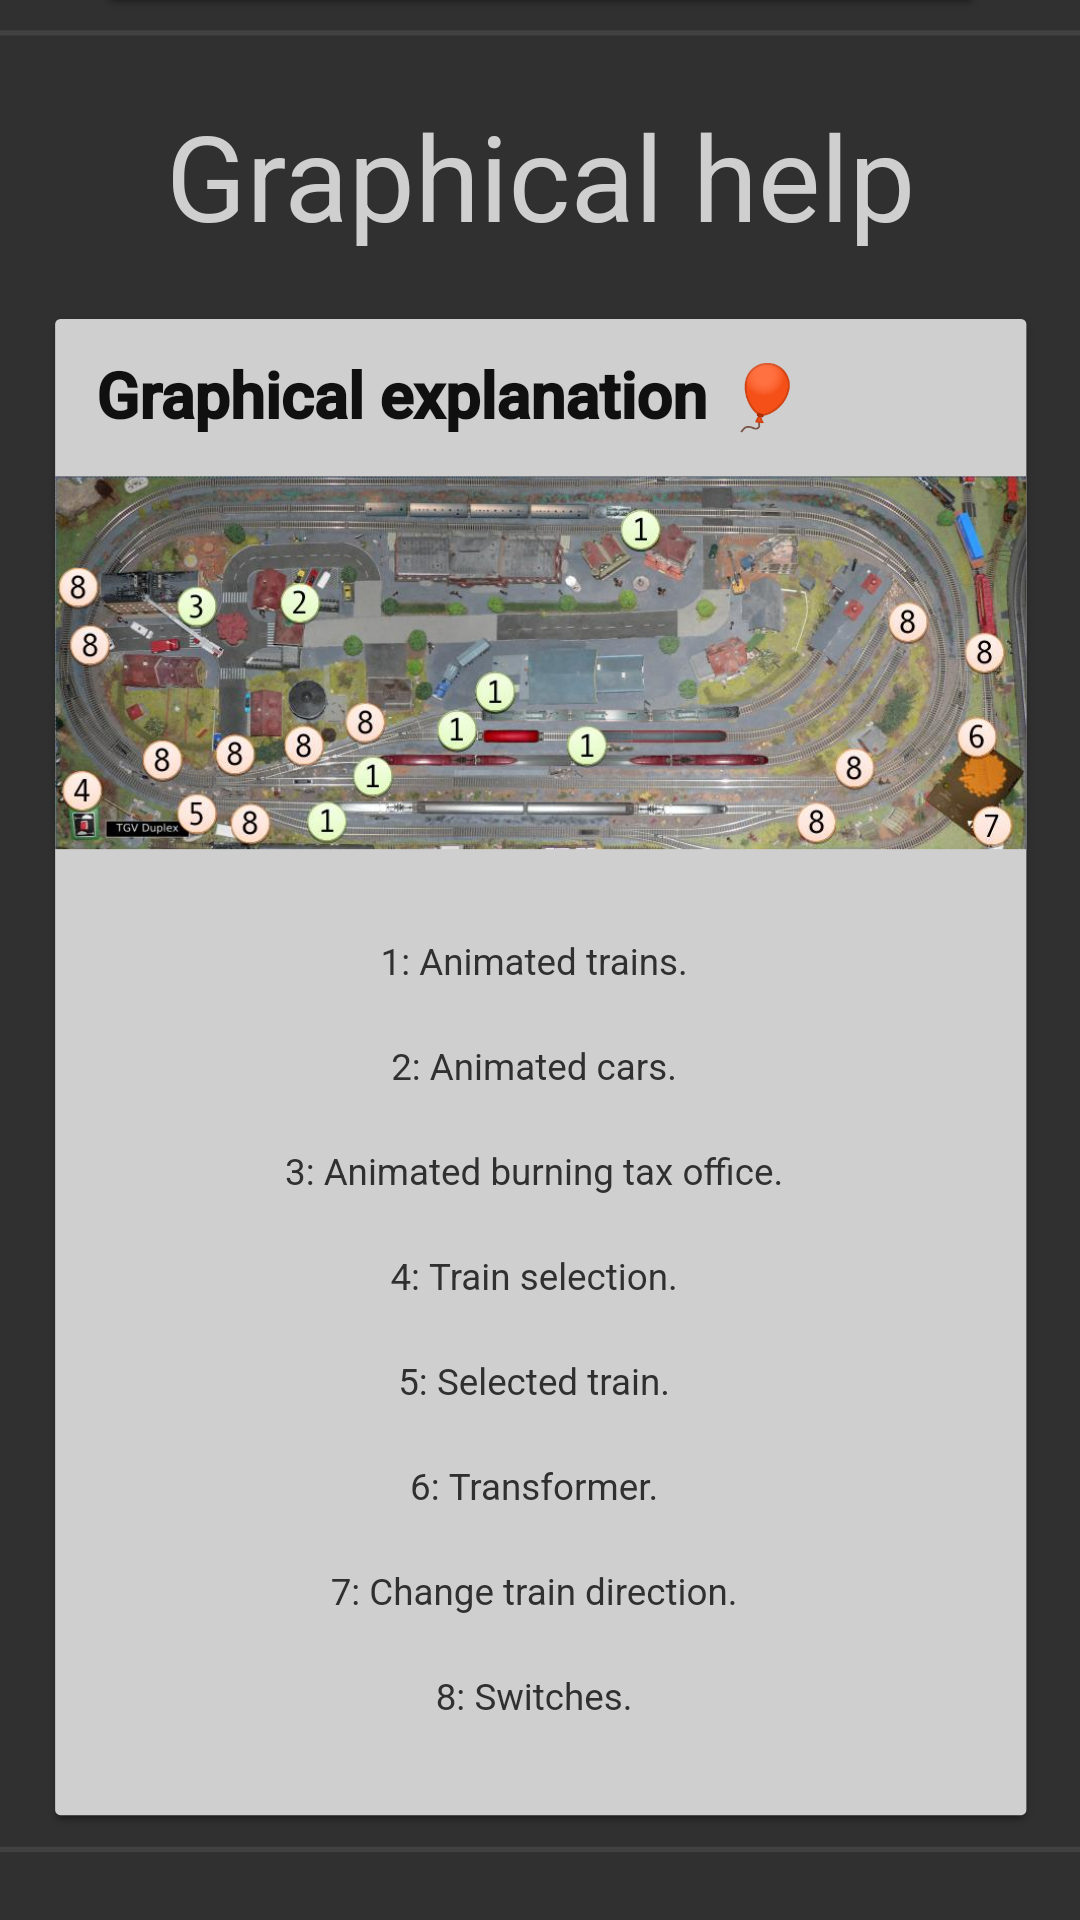 Graphical help
Graphical explanation 🎈
1
8
3
2
8
8
8
1
8
1
8
8
8
8
1
6
1
8
4
5
8
1
8
7
TGV Duplex
1: Animated trains.
2: Animated cars.
3: Animated burning tax office.
4: Train selection.
5: Selected train.
6: Transformer.
7: Change train direction.
8: Switches.